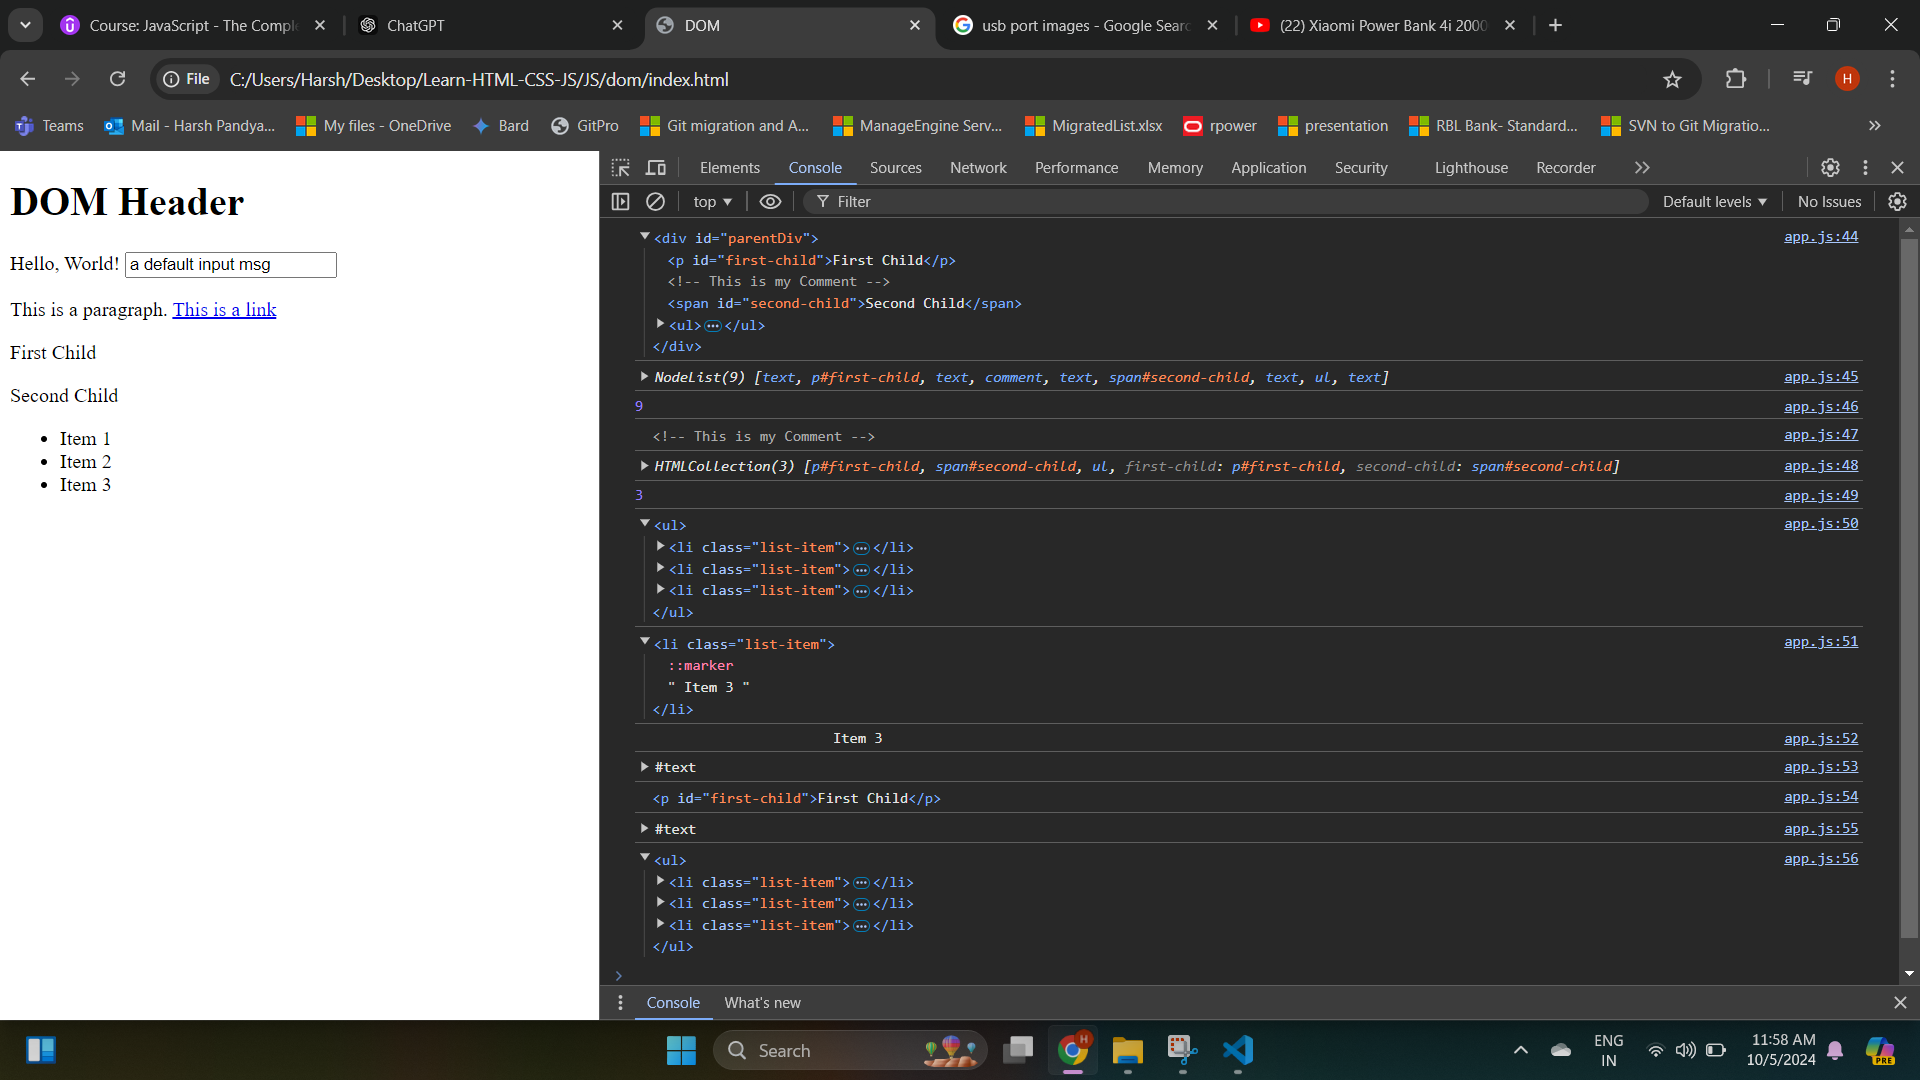 Course: JavaScript - The Comple
ChatGPT
DOM
usb port images - Google Searc
(22) Xiaomi Power Bank 4i 2000
File
C:/Users/Harsh/Desktop/Learn-HTML-CSS-JS/JS/dom/index.html
H
Teams
Mail - Harsh Pandya...
My files - OneDrive
Bard
GitPro
Git migration and A...
ManageEngine Serv...
MigratedList.xlsx
rpower
presentation
RBL Bank- Standard...
SVN to Git Migratio...
DOM Header
Hello, World! a default input msg
This is a paragraph. This is a link
First Child
Second Child
• Item 1
• Item 2
• Item 3
Elements Console Sources Network Performance Memory Application Security Lighthouse Recorder
top Filter Default levels No Issues
<div id="parentDiv"> app.js:44
<p id="first-child">First Child</p>
<!-- This is my Comment -->
<span id="second-child">Second Child</span>
<ul>…</ul>
</div>
NodeList(9) [text, p#first-child, text, comment, text, span#second-child, text, ul, text] app.js:45
9 app.js:46
<!-- This is my Comment --> app.js:47
HTMLCollection(3) [p#first-child, span#second-child, ul, first-child: p#first-child, second-child: span#second-child] app.js:48
3 app.js:49
<ul> app.js:50
<li class="list-item">…</li>
<li class="list-item">…</li>
<li class="list-item">…</li>
</ul>
<li class="list-item"> app.js:51
::marker
" Item 3 "
</li>
Item 3 app.js:52
#text app.js:53
<p id="first-child">First Child</p> app.js:54
#text app.js:55
<ul> app.js:56
<li class="list-item">…</li>
<li class="list-item">…</li>
<li class="list-item">…</li>
</ul>
Console What's new
Search
H
ENG
IN
11:58 AM
10/5/2024
PRE